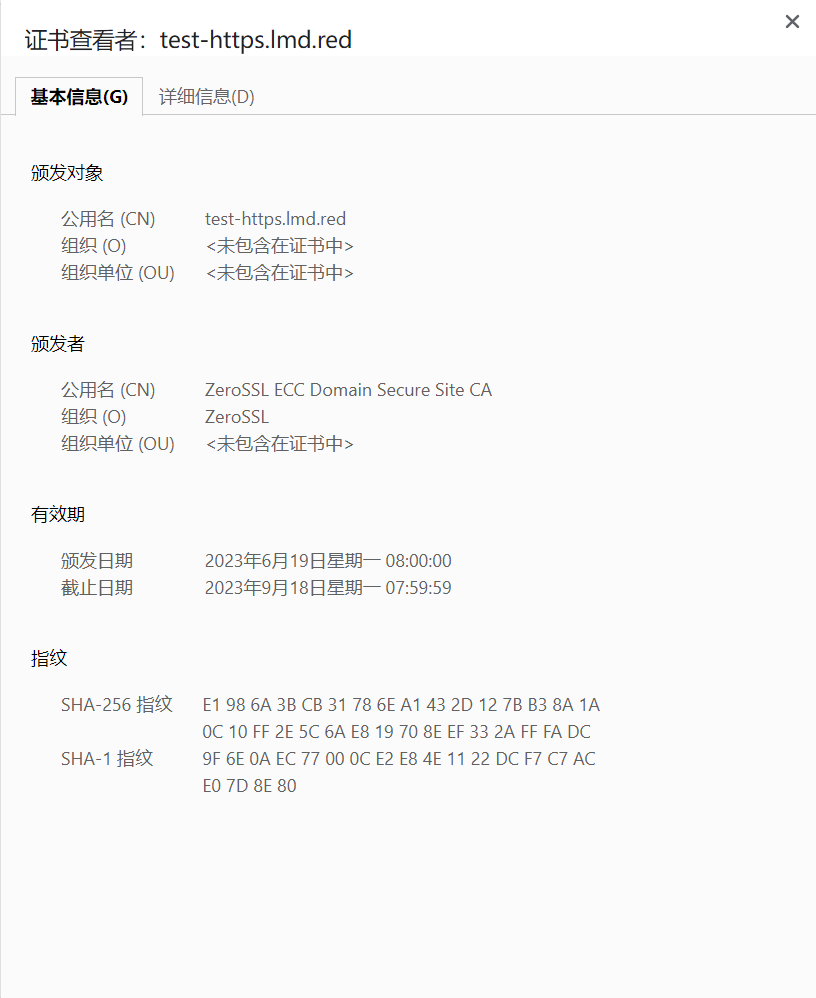 证书查看者：test-https.lmd.red
基本信息(G) 详细信息(D)
颁发对象
公用名 (CN) test-https.lmd.red
组织 (O) <未包含在证书中>
组织单位 (OU) <未包含在证书中>
颁发者
公用名 (CN) ZeroSSL ECC Domain Secure Site CA
组织 (O) ZeroSSL
组织单位 (OU) <未包含在证书中>
有效期
颁发日期 2023年6月19日星期一 08:00:00
截止日期 2023年9月18日星期一 07:59:59
指纹
SHA-256 指纹 E1 98 6A 3B CB 31 78 6E A1 43 2D 12 7B B3 8A 1A
0C 10 FF 2E 5C 6A E8 19 70 8E EF 33 2A FF FA DC
SHA-1 指纹 9F 6E 0A EC 77 00 0C E2 E8 4E 11 22 DC F7 C7 AC
E0 7D 8E 80